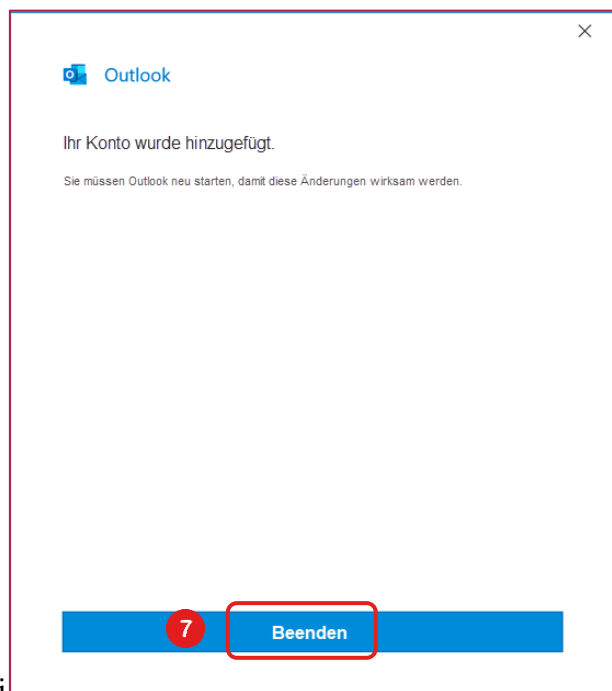 Outlook
Ihr Konto wurde hinzugefügt.
Sie müssen Outlook neu starten, damit diese Änderungen wirksam werden.
7 Beenden
i